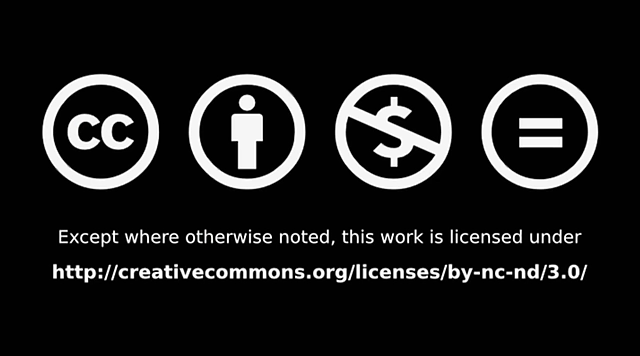 cc
$
=
Except where otherwise noted, this work is licensed under
http://creativecommons.org/licenses/by-nc-nd/3.0/